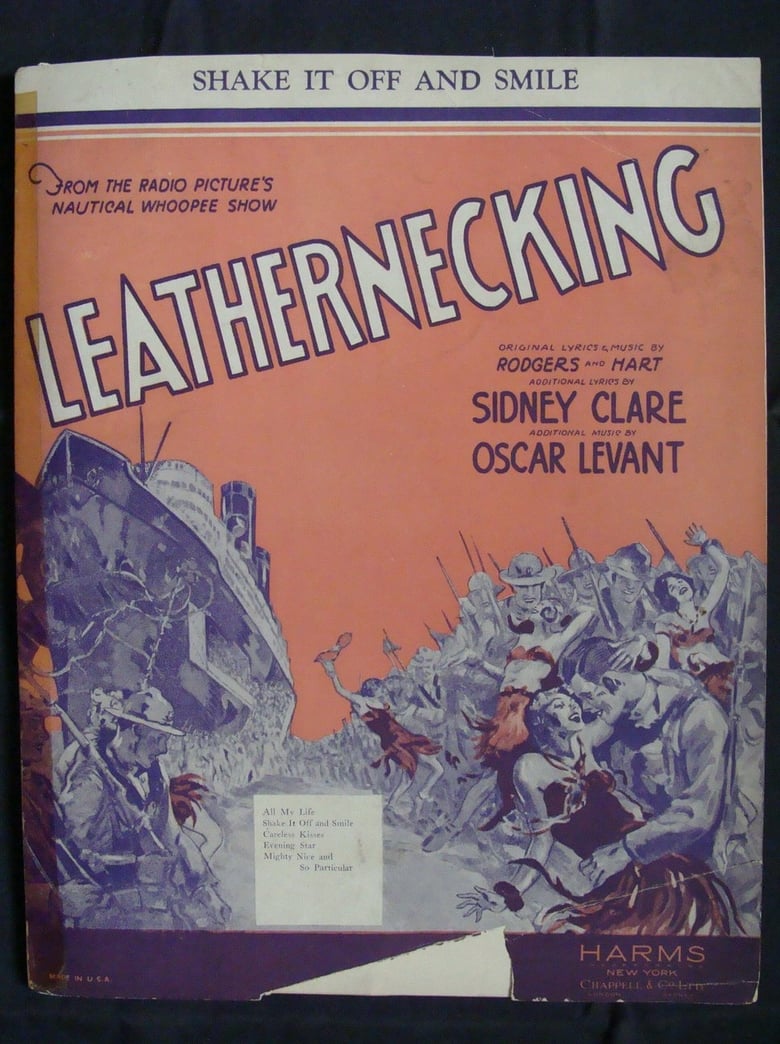 SHAKE IT OFF AND SMILE
FROM THE RADIO PICTURE'S
NAUTICAL WHOOPEE SHOW
LEATHERNECKING
ORIGINAL LYRICS & MUSIC BY
RODGERS AND HART
ADDITIONAL LYRICS BY
SIDNEY CLARE
ADDITIONAL MUSIC BY
OSCAR LEVANT
All My Life
Shake It Off and Smile
Careless Kisses
Evening Star
Mighty Nice and
So Particular
HARMS
NEW YORK
CHAPPELL & CO. LTD
LONDON SYDNEY
MADE IN U.S.A.